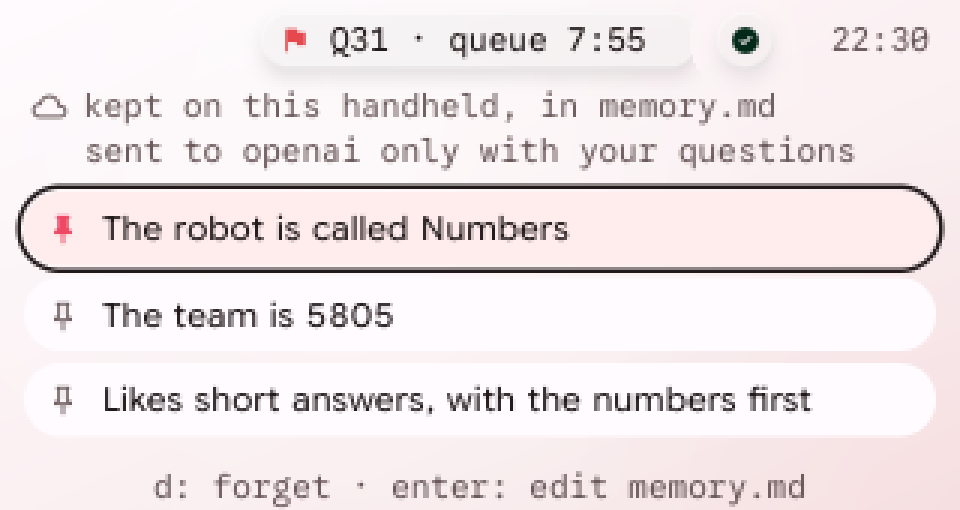 Q31 · queue 7:55
22:30
kept on this handheld, in memory.md
sent to openai only with your questions
The robot is called Numbers
The team is 5805
Likes short answers, with the numbers first
d: forget · enter: edit memory.md